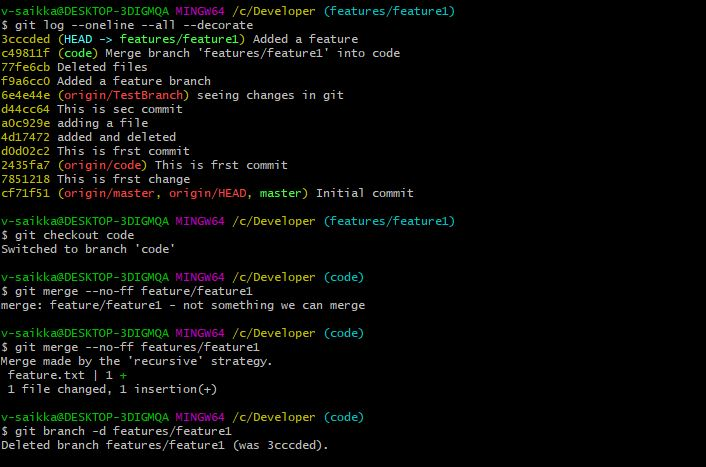 v-saikka@DESKTOP-3DIGMQA MINGW64 /c/Developer (features/feature1)
$ git log --oneline --all --decorate
3cccded (HEAD -> features/feature1) Added a feature
c49811f (code) Merge branch 'features/feature1' into code
77fe6cb Deleted files
f9a6cc0 Added a feature branch
6e4e44e (origin/TestBranch) seeing changes in git
d44cc64 This is sec commit
a0c929e adding a file
4d17472 added and deleted
d0d02c2 This is frst commit
2435fa7 (origin/code) This is frst commit
7851218 This is frst change
cf71f51 (origin/master, origin/HEAD, master) Initial commit
v-saikka@DESKTOP-3DIGMQA MINGW64 /c/Developer (features/feature1)
$ git checkout code
Switched to branch 'code'
v-saikka@DESKTOP-3DIGMQA MINGW64 /c/Developer (code)
$ git merge --no-ff feature/feature1
merge: feature/feature1 - not something we can merge
v-saikka@DESKTOP-3DIGMQA MINGW64 /c/Developer (code)
$ git merge --no-ff features/feature1
Merge made by the 'recursive' strategy.
 feature.txt | 1 +
 1 file changed, 1 insertion(+)
v-saikka@DESKTOP-3DIGMQA MINGW64 /c/Developer (code)
$ git branch -d features/feature1
Deleted branch features/feature1 (was 3cccded).